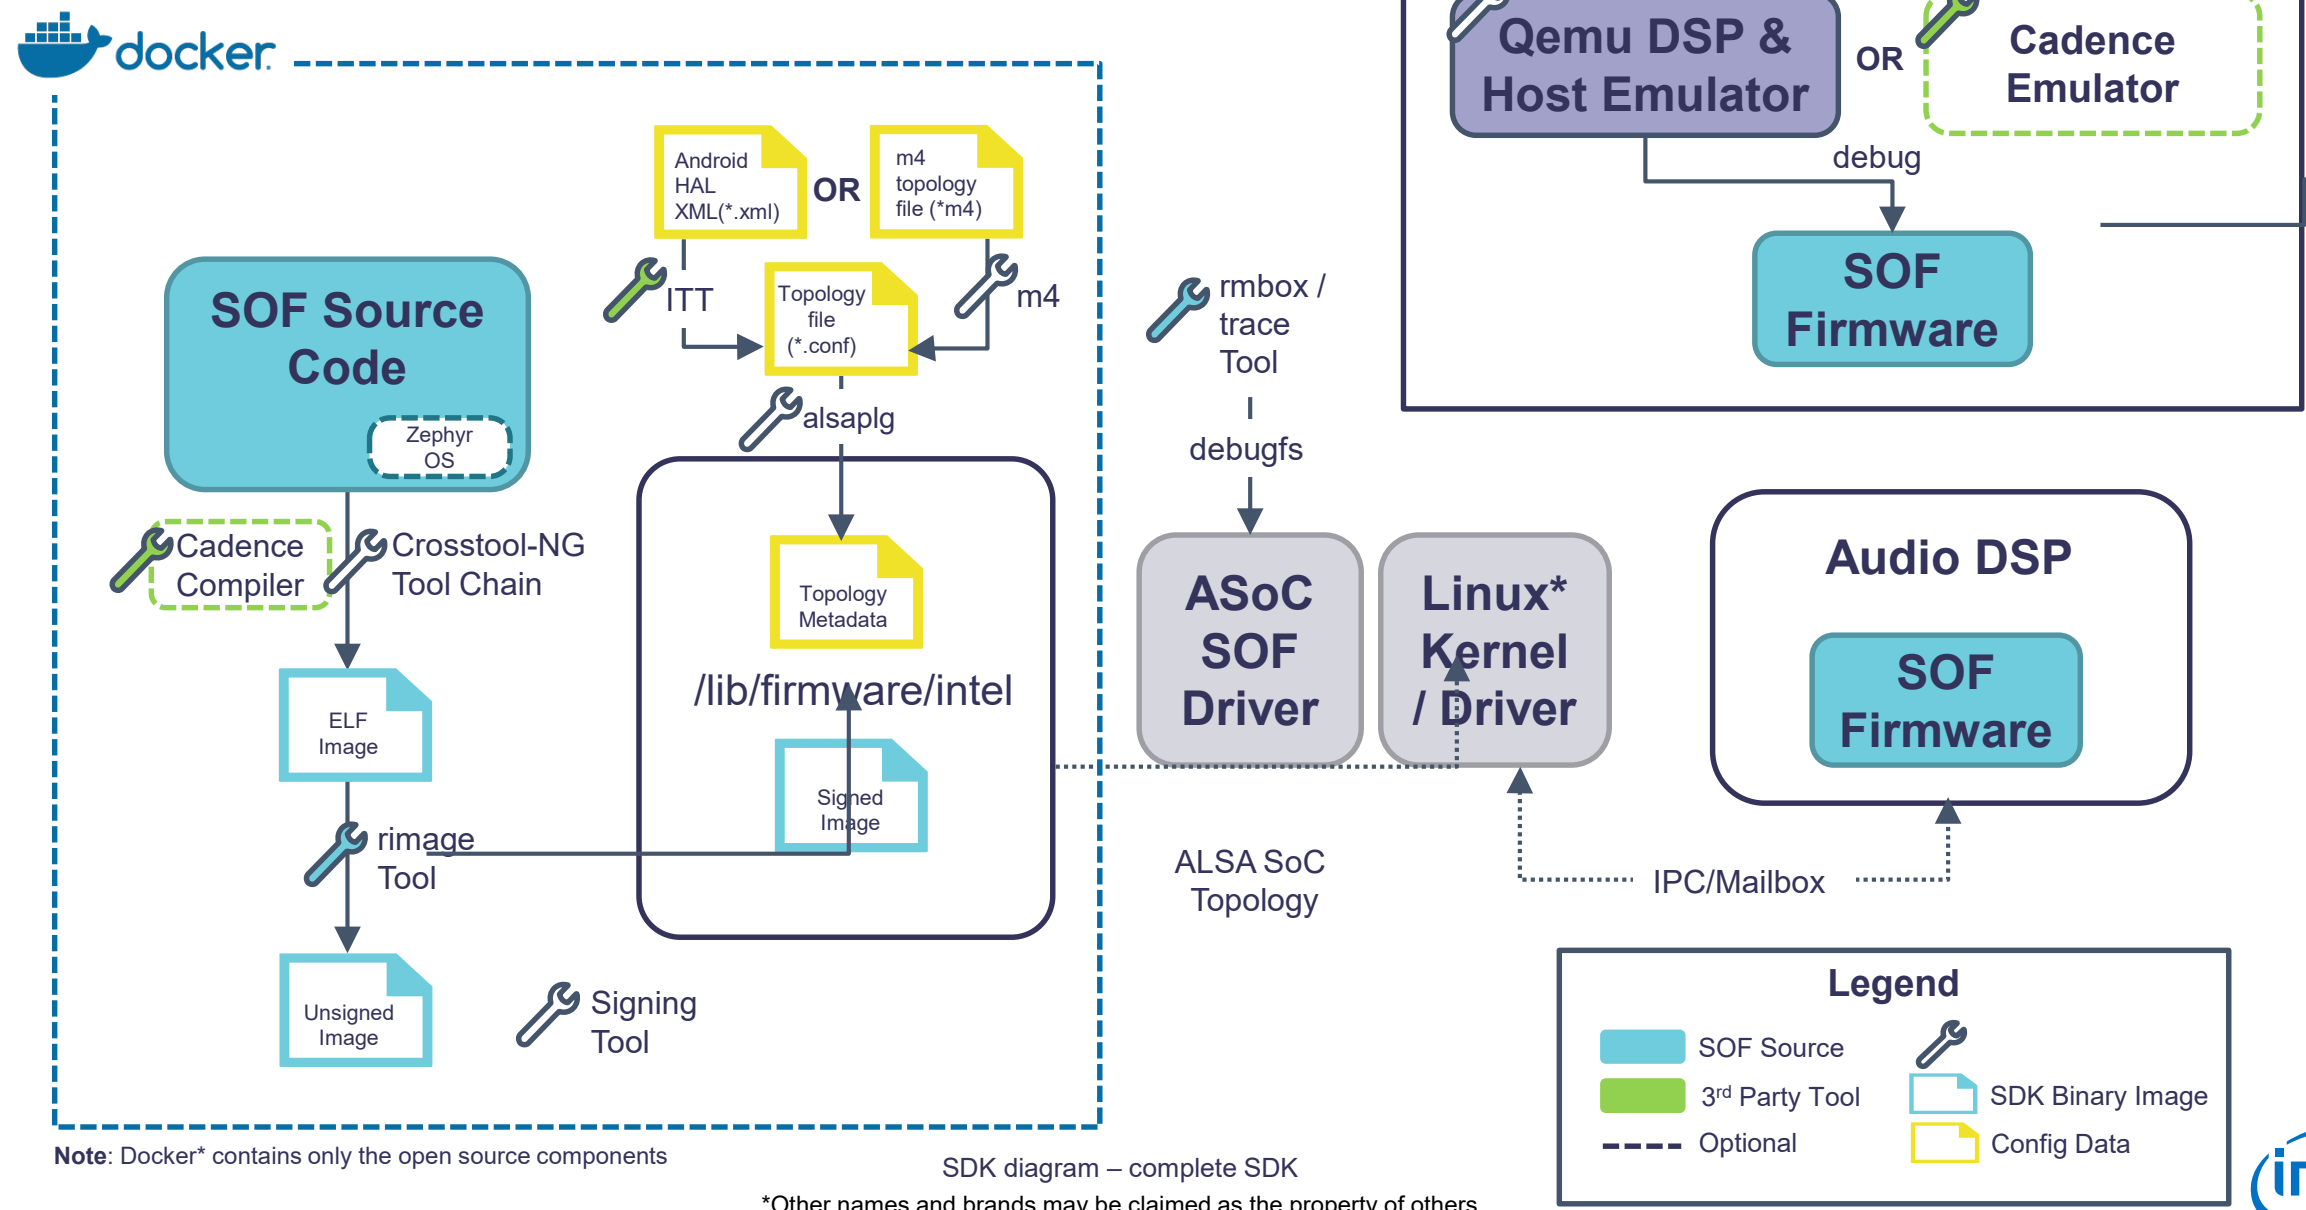 docker.
Qemu DSP &
Host Emulator
OR
Cadence
Emulator
debug
SOF
Firmware
Android
HAL
XML(*.xml)
OR
m4
topology
file (*m4)
ITT
Topology
file
(*.conf)
m4
alsaplg
SOF Source
Code
Zephyr
OS
Cadence
Compiler
Crosstool-NG
Tool Chain
ELF
Image
rimage
Tool
Unsigned
Image
Signing
Tool
Topology
Metadata
/lib/firmware/intel
Signed
Image
rmbox /
trace
Tool
debugfs
ASoC
SOF
Driver
Linux*
Kernel
/ Driver
Audio DSP
SOF
Firmware
ALSA SoC
Topology
IPC/Mailbox
Legend
SOF Source
3rd Party Tool
SDK Binary Image
Optional
Config Data
Note: Docker* contains only the open source components
SDK diagram – complete SDK
*Other names and brands may be claimed as the property of others